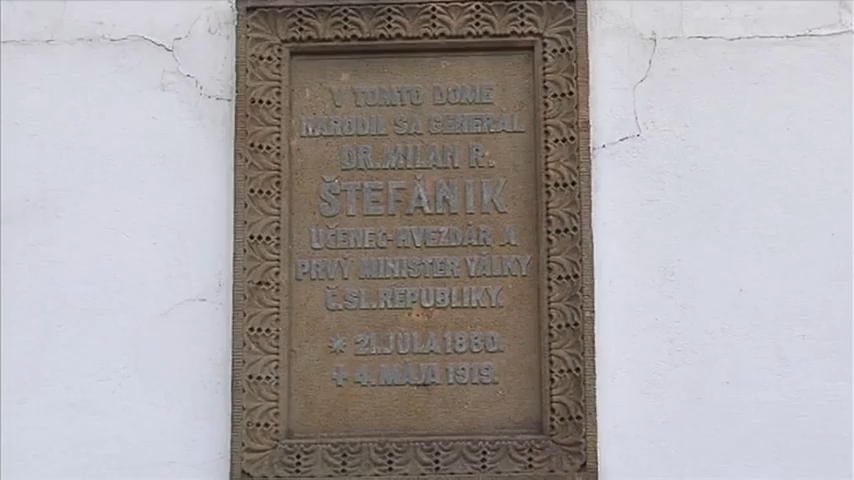 V TOMTO DOME
NARODIL SA GENERÁL
DR. MILAN R.
ŠTEFÁNIK
UČENEC-HVEZDÁR A
PRVÝ MINISTER VÁLKY
Č.SL. REPUBLIKY.
* 21. JÚLA 1880.
+ 4. MÁJA 1919.